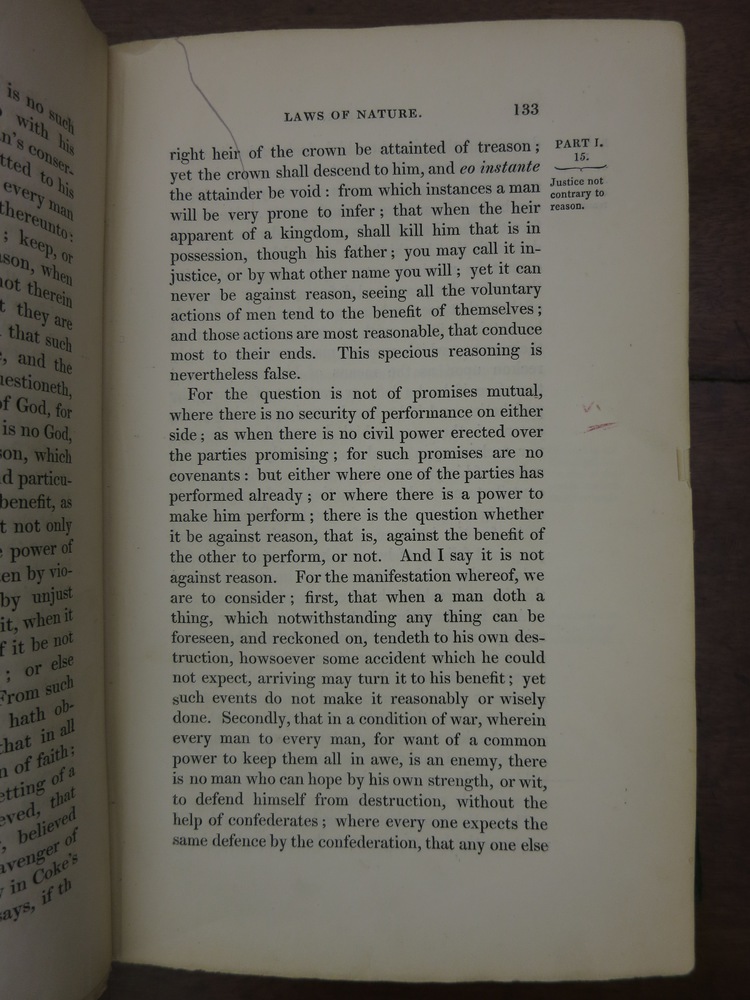 is no such
with his
n's conser-
tted to his
every man
thereunto:
; keep, or
ason, when
not therein
t they are
that such
e, and the
uestioneth,
of God, for
is no God,
son, which
d particu-
benefit, as
t not only
e power of
en by vio-
by unjust
it, when it
f it be not
; or else
From such
hath ob-
that in all
n of faith;
etting of a
eved, that
, believed
avenger of
y in Coke's
says, if th
LAWS OF NATURE. 133
right heir of the crown be attainted of treason;
yet the crown shall descend to him, and eo instante
the attainder be void: from which instances a man
will be very prone to infer; that when the heir
apparent of a kingdom, shall kill him that is in
possession, though his father; you may call it in-
justice, or by what other name you will; yet it can
never be against reason, seeing all the voluntary
actions of men tend to the benefit of themselves;
and those actions are most reasonable, that conduce
most to their ends. This specious reasoning is
nevertheless false.
For the question is not of promises mutual,
where there is no security of performance on either
side; as when there is no civil power erected over
the parties promising; for such promises are no
covenants: but either where one of the parties has
performed already; or where there is a power to
make him perform; there is the question whether
it be against reason, that is, against the benefit of
the other to perform, or not. And I say it is not
against reason. For the manifestation whereof, we
are to consider; first, that when a man doth a
thing, which notwithstanding any thing can be
foreseen, and reckoned on, tendeth to his own des-
truction, howsoever some accident which he could
not expect, arriving may turn it to his benefit; yet
such events do not make it reasonably or wisely
done. Secondly, that in a condition of war, wherein
every man to every man, for want of a common
power to keep them all in awe, is an enemy, there
is no man who can hope by his own strength, or wit,
to defend himself from destruction, without the
help of confederates; where every one expects the
same defence by the confederation, that any one else
PART I.
15.
Justice not
contrary to
reason.